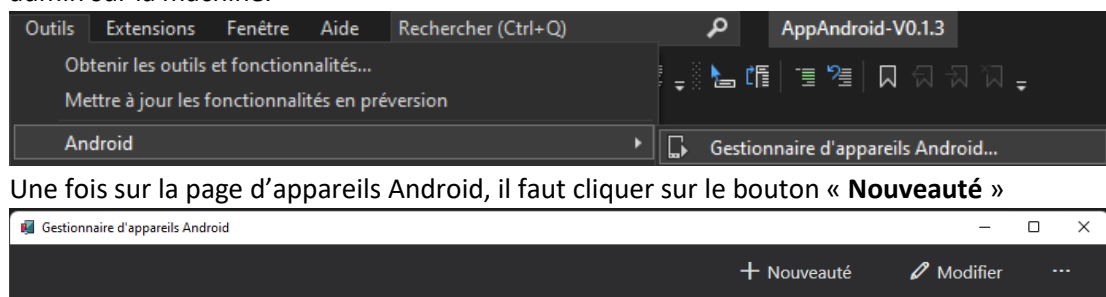 Outils Extensions Fenêtre Aide Rechercher (Ctrl+Q) AppAndroid-V0.1.3
Obtenir les outils et fonctionnalités...
Mettre à jour les fonctionnalités en préversion
Android
Gestionnaire d'appareils Android...
Une fois sur la page d’appareils Android, il faut cliquer sur le bouton « Nouveauté »
Gestionnaire d'appareils Android
Nouveauté Modifier ...